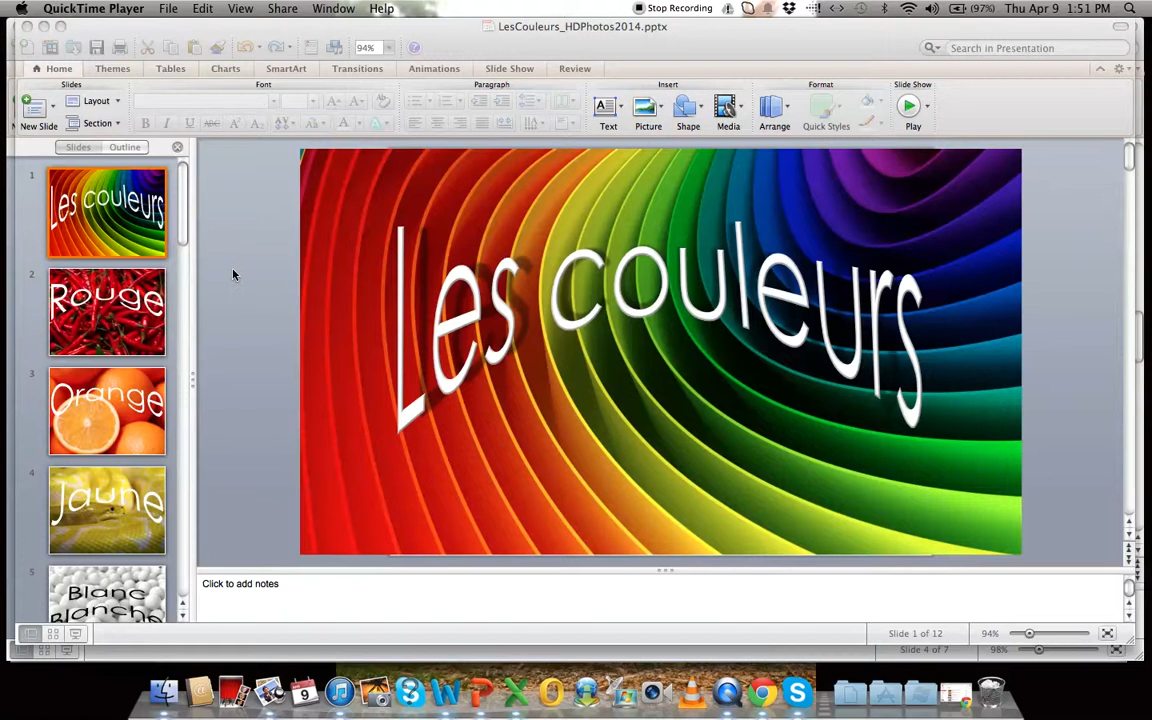 QuickTime Player File Edit View Share Window Help Stop Recording (97%) Thu Apr 9 1:51 PM
LesCouleurs_HDPhotos2014.pptx
94% Search in Presentation
Home Themes Tables Charts SmartArt Transitions Animations Slide Show Review
Slides Font Paragraph Insert Format Slide Show
New Slide Layout Section B I U ABC A A Text Picture Shape Media Arrange Quick Styles Play
Slides Outline
1
Les couleurs
2
Rouge
3
Orange
4
Jaune
5
Blanc
Blanche
Les couleurs
Click to add notes
Slide 1 of 12 94%
Slide 4 of 7 98%
9